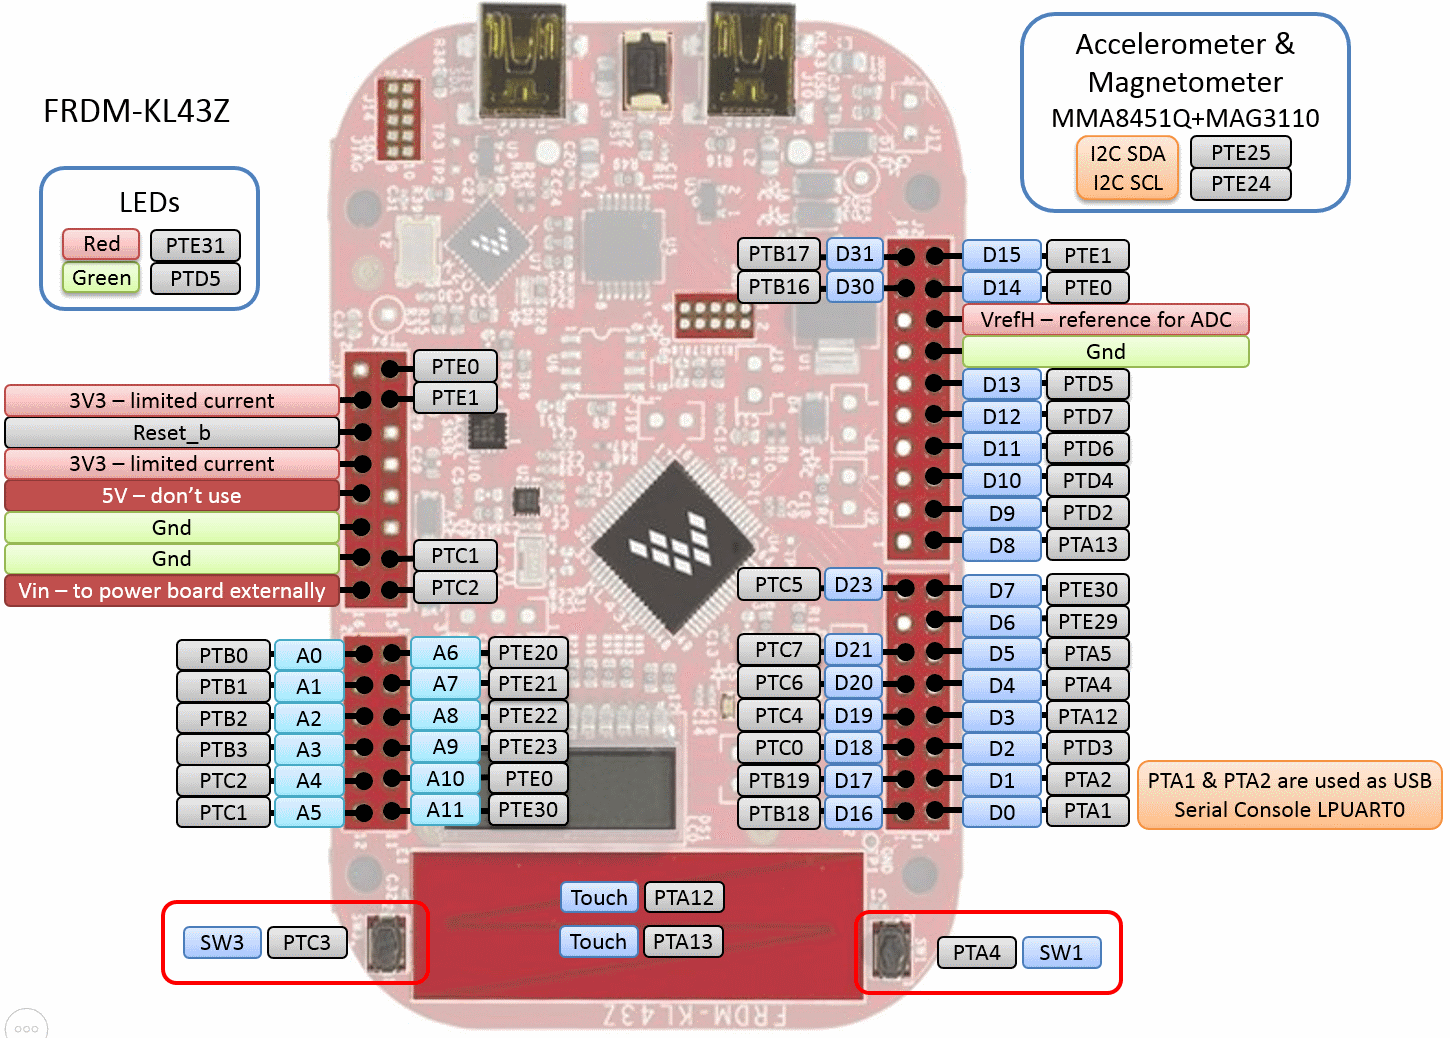 FRDM-KL43Z
LEDs
Red PTE31
Green PTD5
Accelerometer &
Magnetometer
MMA8451Q+MAG3110
I2C SDA PTE25
I2C SCL PTE24
PTB17 D31 D15 PTE1
PTB16 D30 D14 PTE0
VrefH – reference for ADC
Gnd
D13 PTD5
D12 PTD7
D11 PTD6
D10 PTD4
D9 PTD2
D8 PTA13
PTE0
3V3 – limited current PTE1
Reset_b
3V3 – limited current
5V – don't use
Gnd
Gnd PTC1
Vin – to power board externally PTC2
PTC5 D23 D7 PTE30
D6 PTE29
PTC7 D21 D5 PTA5
PTC6 D20 D4 PTA4
PTC4 D19 D3 PTA12
PTC0 D18 D2 PTD3
PTB19 D17 D1 PTA2
PTB18 D16 D0 PTA1
PTA1 & PTA2 are used as USB
Serial Console LPUART0
PTB0 A0 A6 PTE20
PTB1 A1 A7 PTE21
PTB2 A2 A8 PTE22
PTB3 A3 A9 PTE23
PTC2 A4 A10 PTE0
PTC1 A5 A11 PTE30
Touch PTA12
Touch PTA13
SW3 PTC3
PTA4 SW1
FRDM-KL43Z